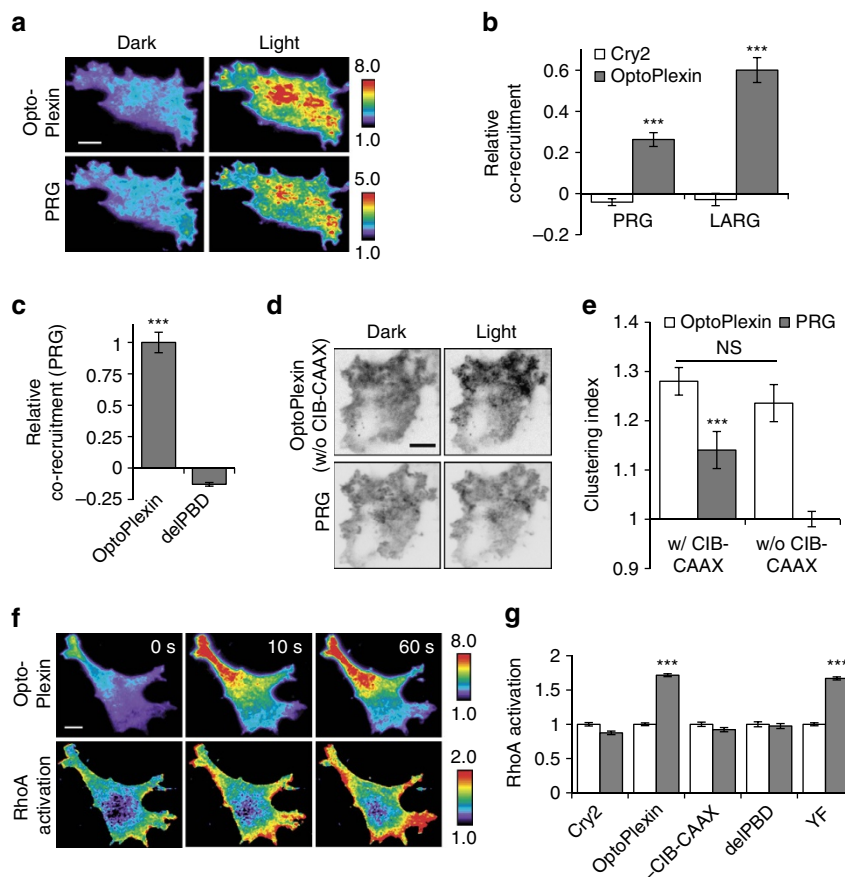 a
Dark
Light
Opto-
Plexin
PRG
8.0
1.0
5.0
1.0
b
Cry2
OptoPlexin
Relative
co-recruitment
0.6
0.4
0.2
0
–0.2
***
***
PRG
LARG
c
Relative
co-recruitment (PRG)
1
0.75
0.5
0.25
0
–0.25
***
OptoPlexin
delPBD
d
Dark
Light
OptoPlexin
(w/o CIB-CAAX)
PRG
e
OptoPlexin
PRG
NS
Clustering index
1.4
1.3
1.2
1.1
1
0.9
***
w/ CIB-
CAAX
w/o CIB-
CAAX
f
0 s
10 s
60 s
Opto-
Plexin
RhoA
activation
8.0
1.0
2.0
1.0
g
RhoA activation
2
1.5
1
0.5
0
***
***
Cry2
OptoPlexin
–CIB-CAAX
delPBD
YF